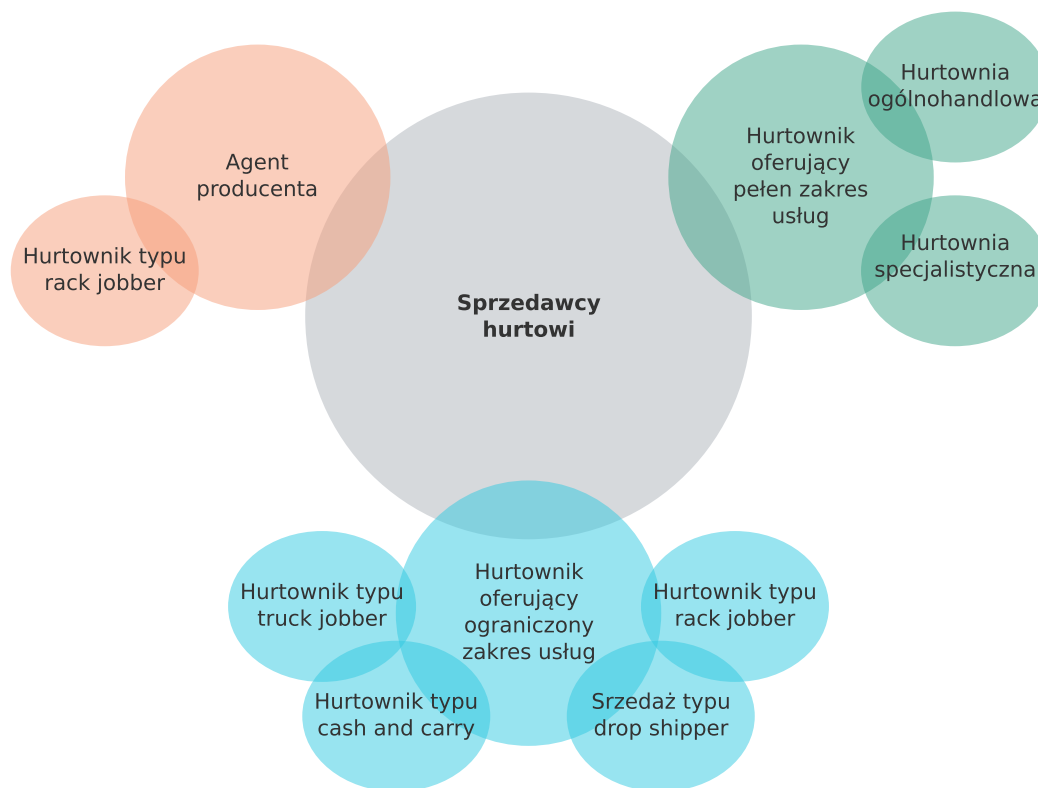 Agent
producenta
Hurtownik typu
rack jobber
Sprzedawcy
hurtowi
Hurtownik
oferujący
pełen zakres
usług
Hurtownia
ogólnohandlowa
Hurtownia
specjalistyczna
Hurtownik
oferujący
ograniczony
zakres usług
Hurtownik typu
truck jobber
Hurtownik typu
cash and carry
Srzedaż typu
drop shipper
Hurtownik typu
rack jobber